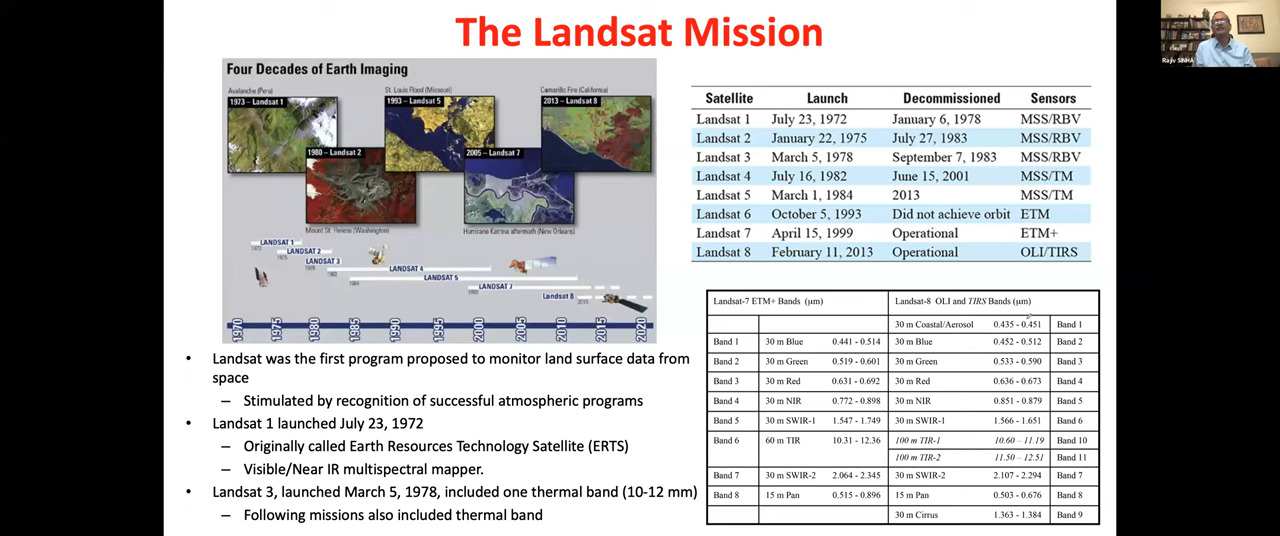 The Landsat Mission
Rajiv SINHA
Four Decades of Earth Imaging
Avalanche (Peru)
St. Louis Flood (Missouri)
Camarillo Fire (California)
1973 – Landsat 1
1993 – Landsat 5
2013 – Landsat 8
1980 – Landsat 2
2005 – Landsat 7
Mount St. Helens (Washington)
Hurricane Katrina aftermath (New Orleans)
LANDSAT 1
1972
LANDSAT 2
1975
LANDSAT 3
1978
LANDSAT 4
1982
LANDSAT 5
1984
LANDSAT 7
1999
Landsat 8
2013
1970 1975 1980 1985 1990 1995 2000 2005 2010 2015 2020
Satellite Launch Decommissioned Sensors
Landsat 1 July 23, 1972 January 6, 1978 MSS/RBV
Landsat 2 January 22, 1975 July 27, 1983 MSS/RBV
Landsat 3 March 5, 1978 September 7, 1983 MSS/RBV
Landsat 4 July 16, 1982 June 15, 2001 MSS/TM
Landsat 5 March 1, 1984 2013 MSS/TM
Landsat 6 October 5, 1993 Did not achieve orbit ETM
Landsat 7 April 15, 1999 Operational ETM+
Landsat 8 February 11, 2013 Operational OLI/TIRS
Landsat-7 ETM+ Bands (μm) Landsat-8 OLI and TIRS Bands (μm)
30 m Coastal/Aerosol 0.435 - 0.451 Band 1
Band 1 30 m Blue 0.441 - 0.514 30 m Blue 0.452 - 0.512 Band 2
Band 2 30 m Green 0.519 - 0.601 30 m Green 0.533 - 0.590 Band 3
Band 3 30 m Red 0.631 - 0.692 30 m Red 0.636 - 0.673 Band 4
Band 4 30 m NIR 0.772 - 0.898 30 m NIR 0.851 - 0.879 Band 5
Band 5 30 m SWIR-1 1.547 - 1.749 30 m SWIR-1 1.566 - 1.651 Band 6
Band 6 60 m TIR 10.31 - 12.36 100 m TIR-1 10.60 – 11.19 Band 10
100 m TIR-2 11.50 – 12.51 Band 11
Band 7 30 m SWIR-2 2.064 - 2.345 30 m SWIR-2 2.107 - 2.294 Band 7
Band 8 15 m Pan 0.515 - 0.896 15 m Pan 0.503 - 0.676 Band 8
30 m Cirrus 1.363 - 1.384 Band 9
• Landsat was the first program proposed to monitor land surface data from
space
– Stimulated by recognition of successful atmospheric programs
• Landsat 1 launched July 23, 1972
– Originally called Earth Resources Technology Satellite (ERTS)
– Visible/Near IR multispectral mapper.
• Landsat 3, launched March 5, 1978, included one thermal band (10-12 mm)
– Following missions also included thermal band